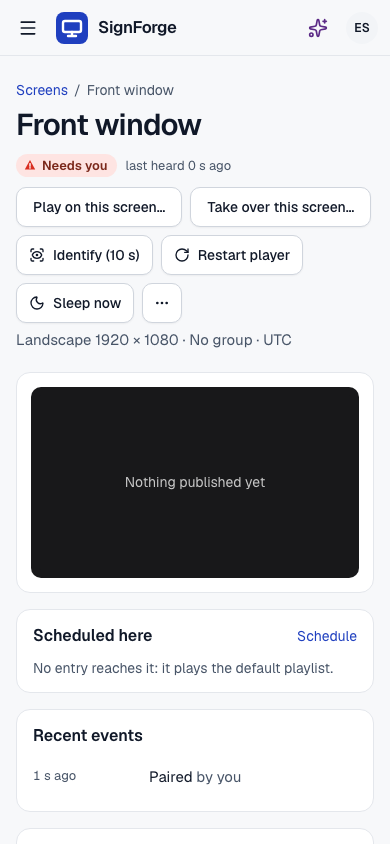 SignForge
ES
Screens / Front window
Front window
Needs you
last heard 0 s ago
Play on this screen...
Take over this screen...
Identify (10 s)
Restart player
Sleep now
...
Landscape 1920 × 1080 · No group · UTC
Nothing published yet
Scheduled here
Schedule
No entry reaches it: it plays the default playlist.
Recent events
1 s ago
Paired by you